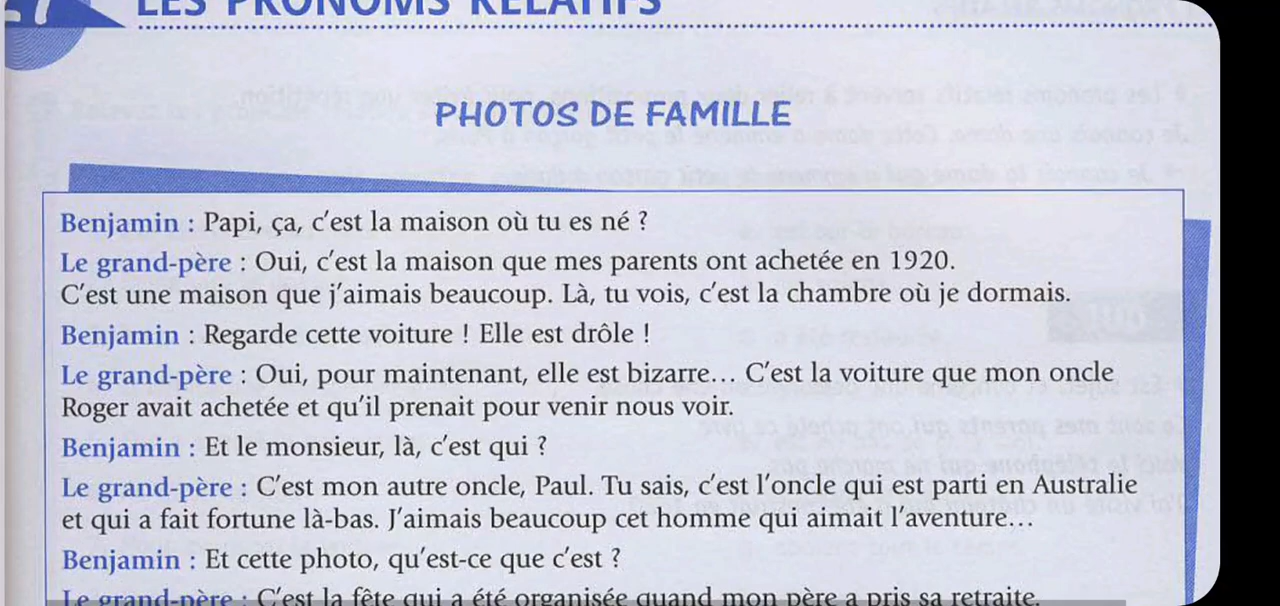 LES PRONOMS RELATIFS
PHOTOS DE FAMILLE
Benjamin : Papi, ça, c'est la maison où tu es né ?
Le grand-père : Oui, c'est la maison que mes parents ont achetée en 1920.
C'est une maison que j'aimais beaucoup. Là, tu vois, c'est la chambre où je dormais.
Benjamin : Regarde cette voiture ! Elle est drôle !
Le grand-père : Oui, pour maintenant, elle est bizarre... C'est la voiture que mon oncle
Roger avait achetée et qu'il prenait pour venir nous voir.
Benjamin : Et le monsieur, là, c'est qui ?
Le grand-père : C'est mon autre oncle, Paul. Tu sais, c'est l'oncle qui est parti en Australie
et qui a fait fortune là-bas. J'aimais beaucoup cet homme qui aimait l'aventure...
Benjamin : Et cette photo, qu'est-ce que c'est ?
Le grand-père : C'est la fête qui a été organisée quand mon père a pris sa retraite.